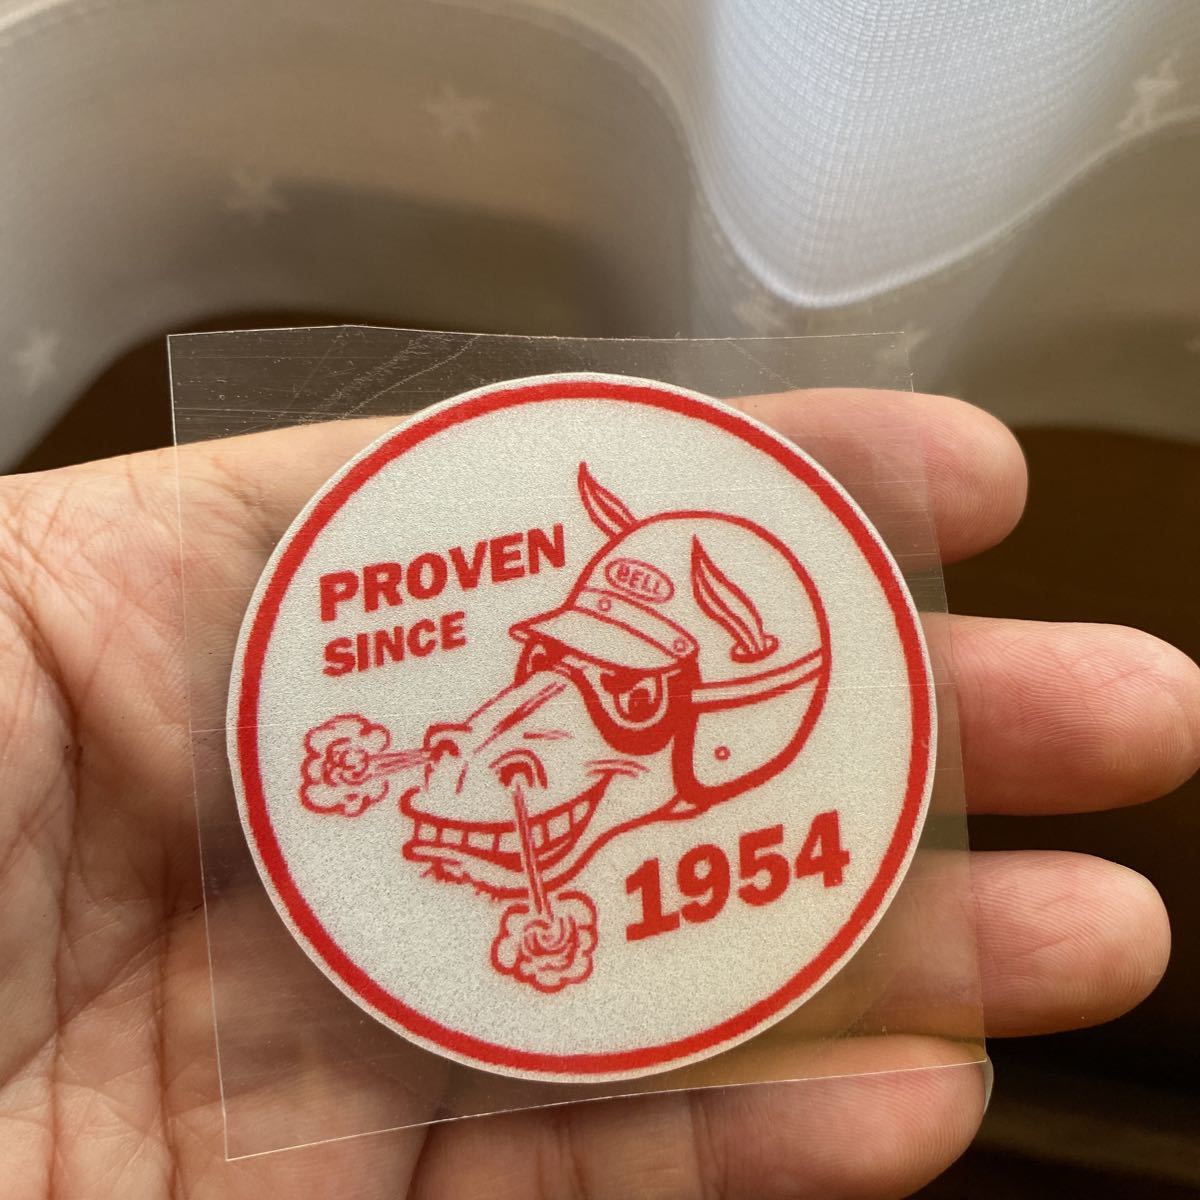 PROVEN
SINCE
BELL
1954